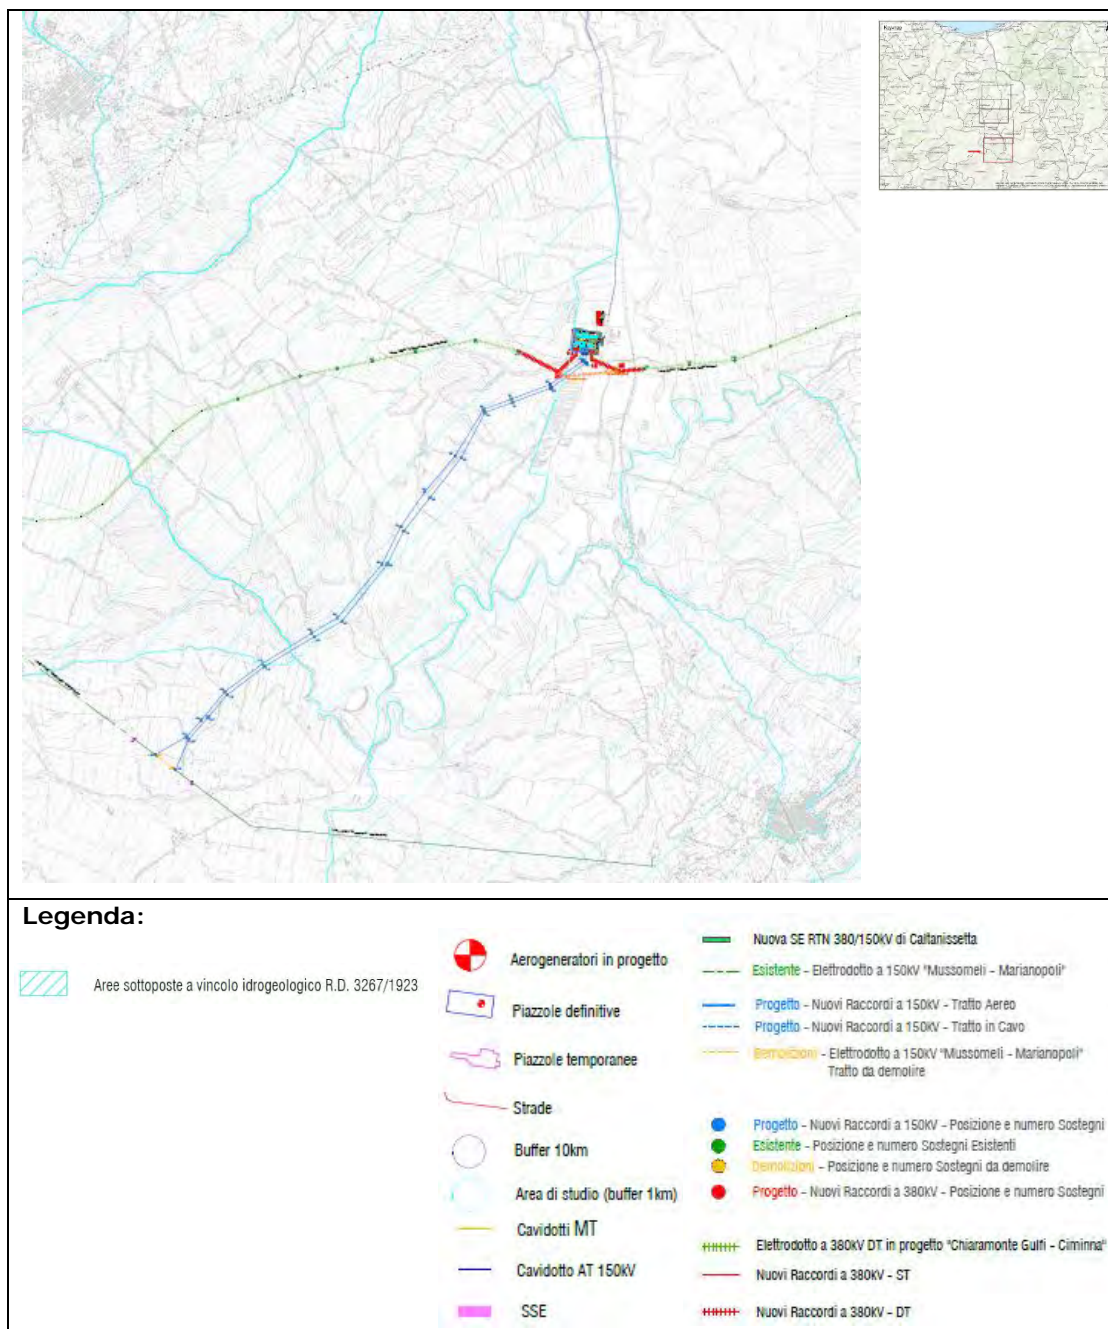 Legenda:
Aree sottoposte a vincolo idrogeologico R.D. 3267/1923
Aerogeneratori in progetto
Piazzole definitive
Piazzole temporanee
Strade
Buffer 10km
Area di studio (buffer 1km)
Cavidotti MT
Cavidotto AT 150kV
SSE
Nuova SE RTN 380/150kV di Caltanissetta
Esistente - Elettrodotto a 150kV "Mussomeli - Marianopoli"
Progetto - Nuovi Raccordi a 150kV - Tratto Aereo
Progetto - Nuovi Raccordi a 150kV - Tratto in Cavo
Demolizioni - Elettrodotto a 150kV "Mussomeli - Marianopoli"
Tratto da demolire
Progetto - Nuovi Raccordi a 150kV - Posizione e numero Sostegni
Esistente - Posizione e numero Sostegni Esistenti
Demolizioni - Posizione e numero Sostegni da demolire
Progetto - Nuovi Raccordi a 380kV - Posizione e numero Sostegni
Elettrodotto a 380kV DT in progetto "Chiaramonte Gulfi - Ciminna"
Nuovi Raccordi a 380kV - ST
Nuovi Raccordi a 380kV - DT